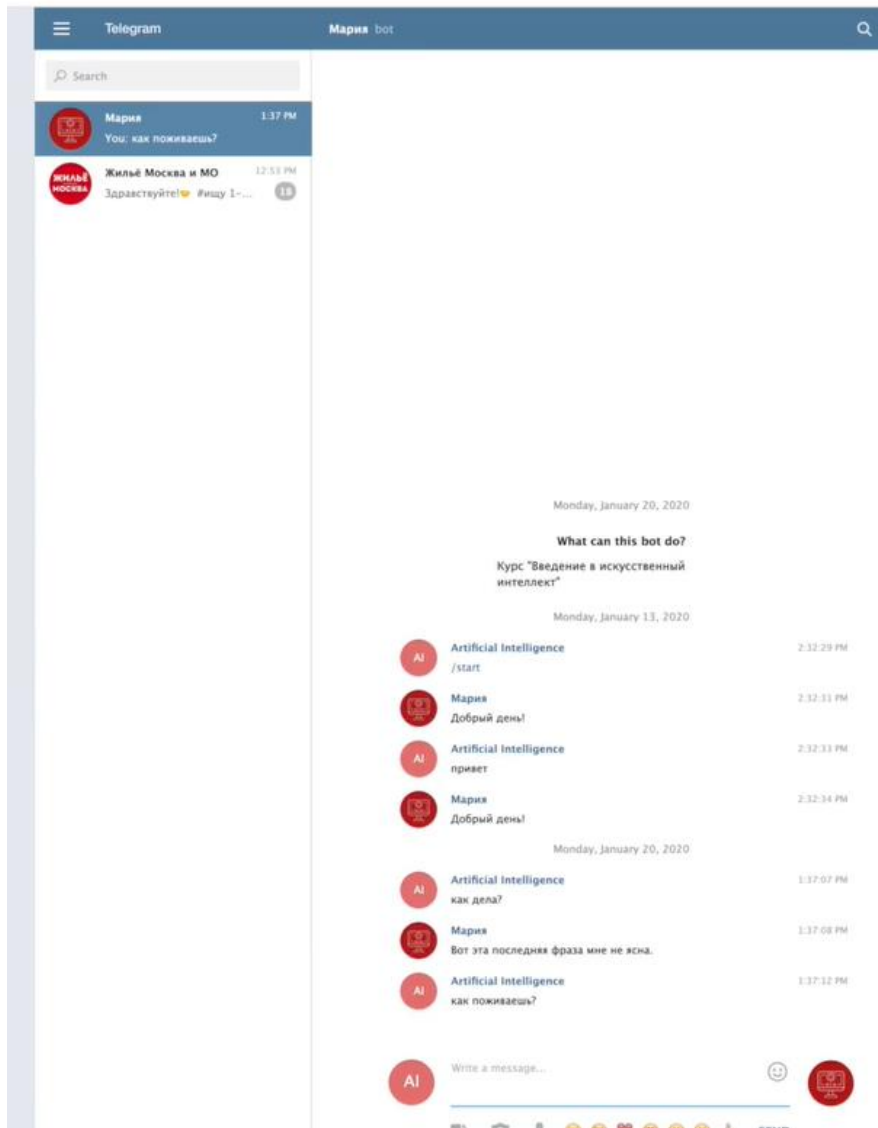 Telegram
Мария bot
Search
Мария 1:37 PM
You: как поживаешь?
ЖИЛЬЁ
МОСКВА
Жильё Москва и МО 12:53 PM
Здравствуйте!🤝 #ищу 1-... 18
Monday, January 20, 2020
What can this bot do?
Курс "Введение в искусственный
интеллект"
Monday, January 13, 2020
AI
Artificial Intelligence 2:32:29 PM
/start
Мария 2:32:31 PM
Добрый день!
AI
Artificial Intelligence 2:32:33 PM
привет
Мария 2:32:34 PM
Добрый день!
Monday, January 20, 2020
AI
Artificial Intelligence 1:37:07 PM
как дела?
Мария 1:37:08 PM
Вот эта последняя фраза мне не ясна.
AI
Artificial Intelligence 1:37:12 PM
как поживаешь?
AI
Write a message...